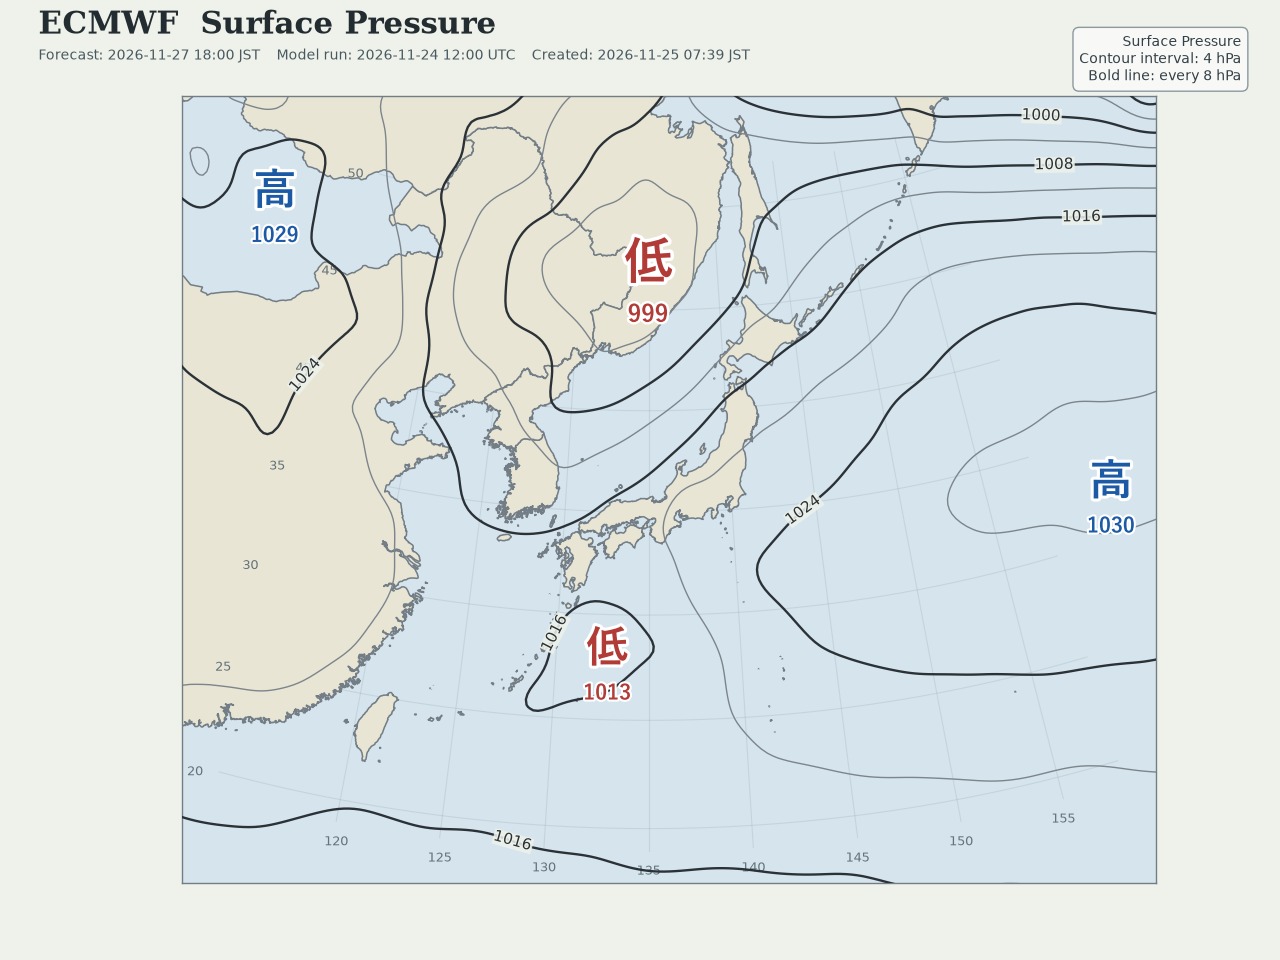 ECMWF  Surface Pressure
Forecast: 2026-11-27 18:00 JST    Model run: 2026-11-24 12:00 UTC    Created: 2026-11-25 07:39 JST
Surface Pressure
Contour interval: 4 hPa
Bold line: every 8 hPa
1000
1008
50
高
1029
1016
低
999
45
1024
35
高
1030
1024
30
1016
低
1013
25
20
155
1016
120
125
130
135
140
145
150